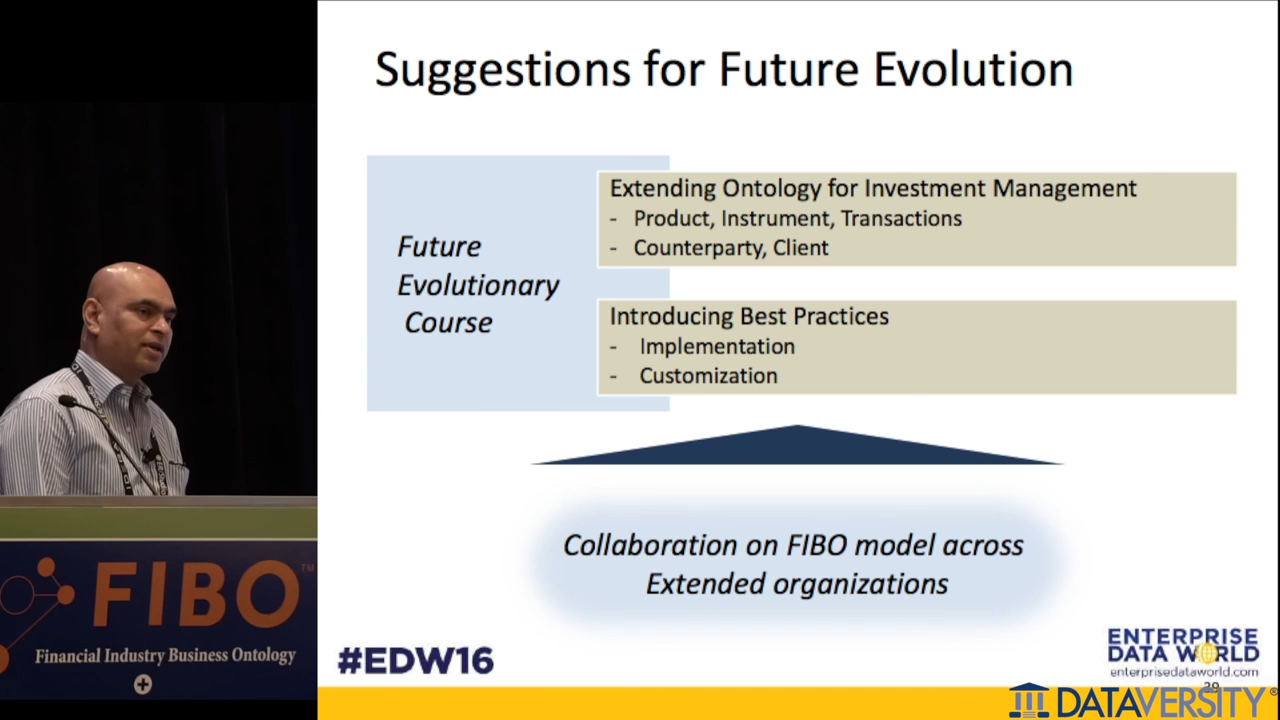 Suggestions for Future Evolution
Future
Evolutionary
Course
Extending Ontology for Investment Management
- Product, Instrument, Transactions
- Counterparty, Client
Introducing Best Practices
- Implementation
- Customization
Collaboration on FIBO model across
Extended organizations
FIBO™
Financial Industry Business Ontology
#EDW16
ENTERPRISE
DATA WORLD
enterprisedataworld.com
39
DATAVERSITY®